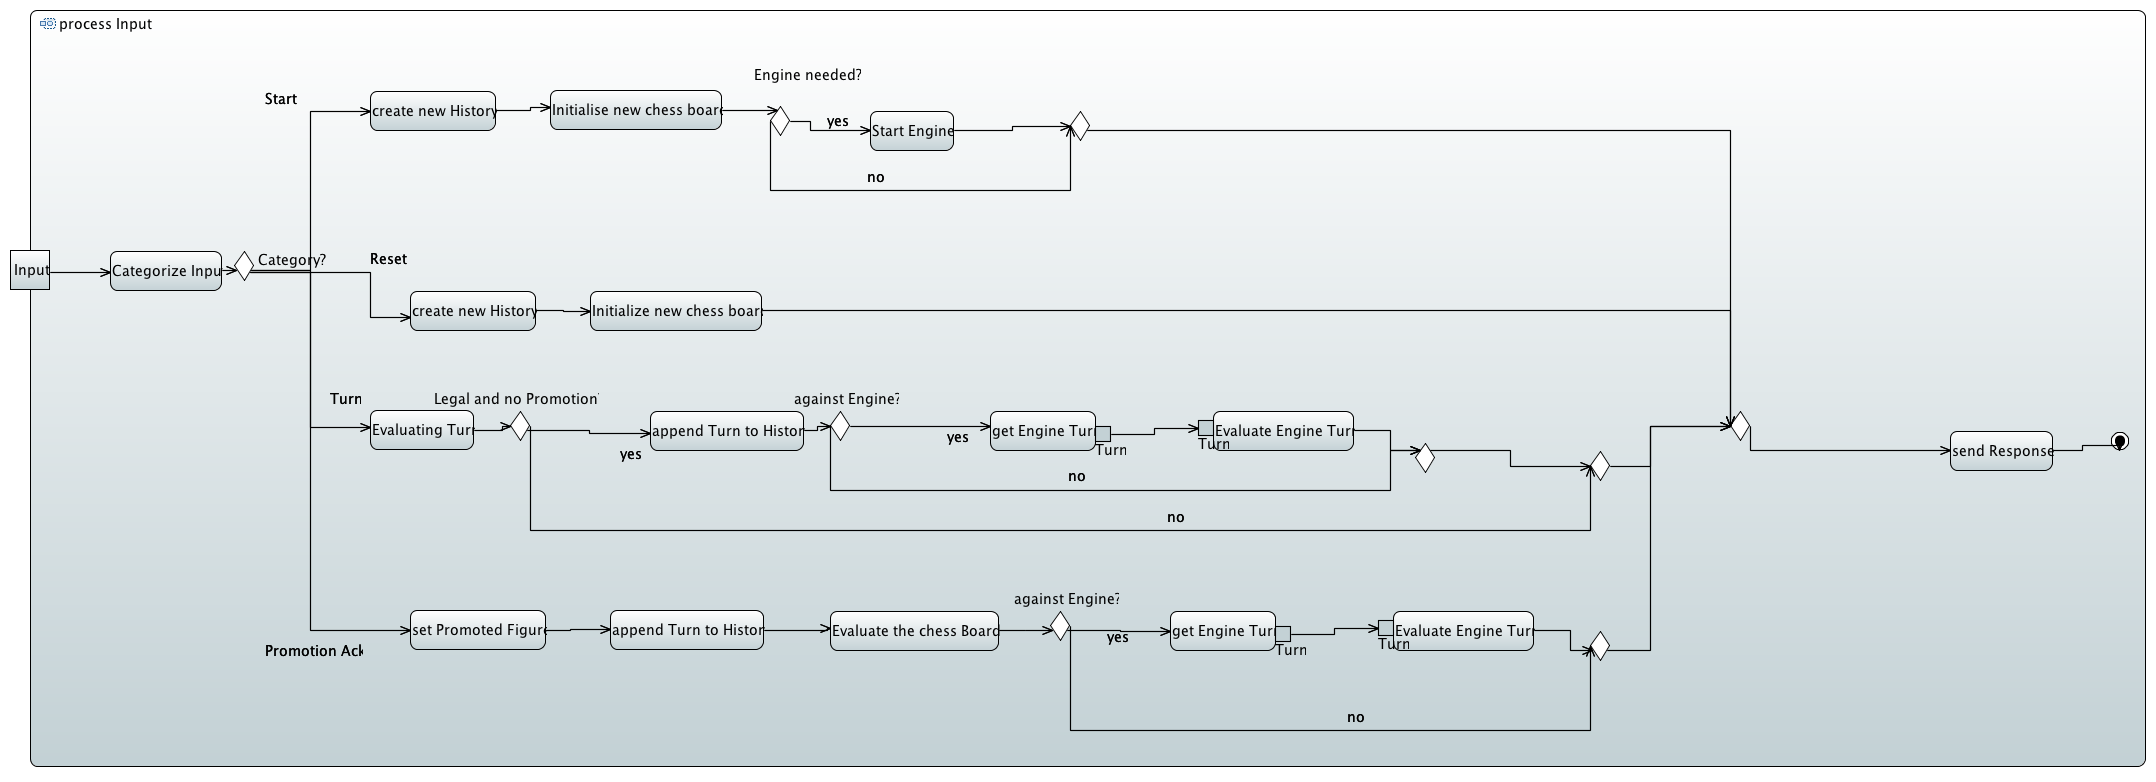 process Input
Engine needed?
Start
create new History
Initialise new chess boar
yes
Start Engine
no
Input
Categorize Inpu
Category?
Reset
create new History
Initialize new chess boar
Turn
Legal and no Promotion
against Engine?
Evaluating Tur
yes
append Turn to Histor
yes
get Engine Tur
Turn
Turn
Evaluate Engine Tur
no
no
send Response
against Engine?
set Promoted Figur
append Turn to Histor
Evaluate the chess Board
yes
get Engine Tur
Turn
Turn
Evaluate Engine Tur
Promotion Ack
no